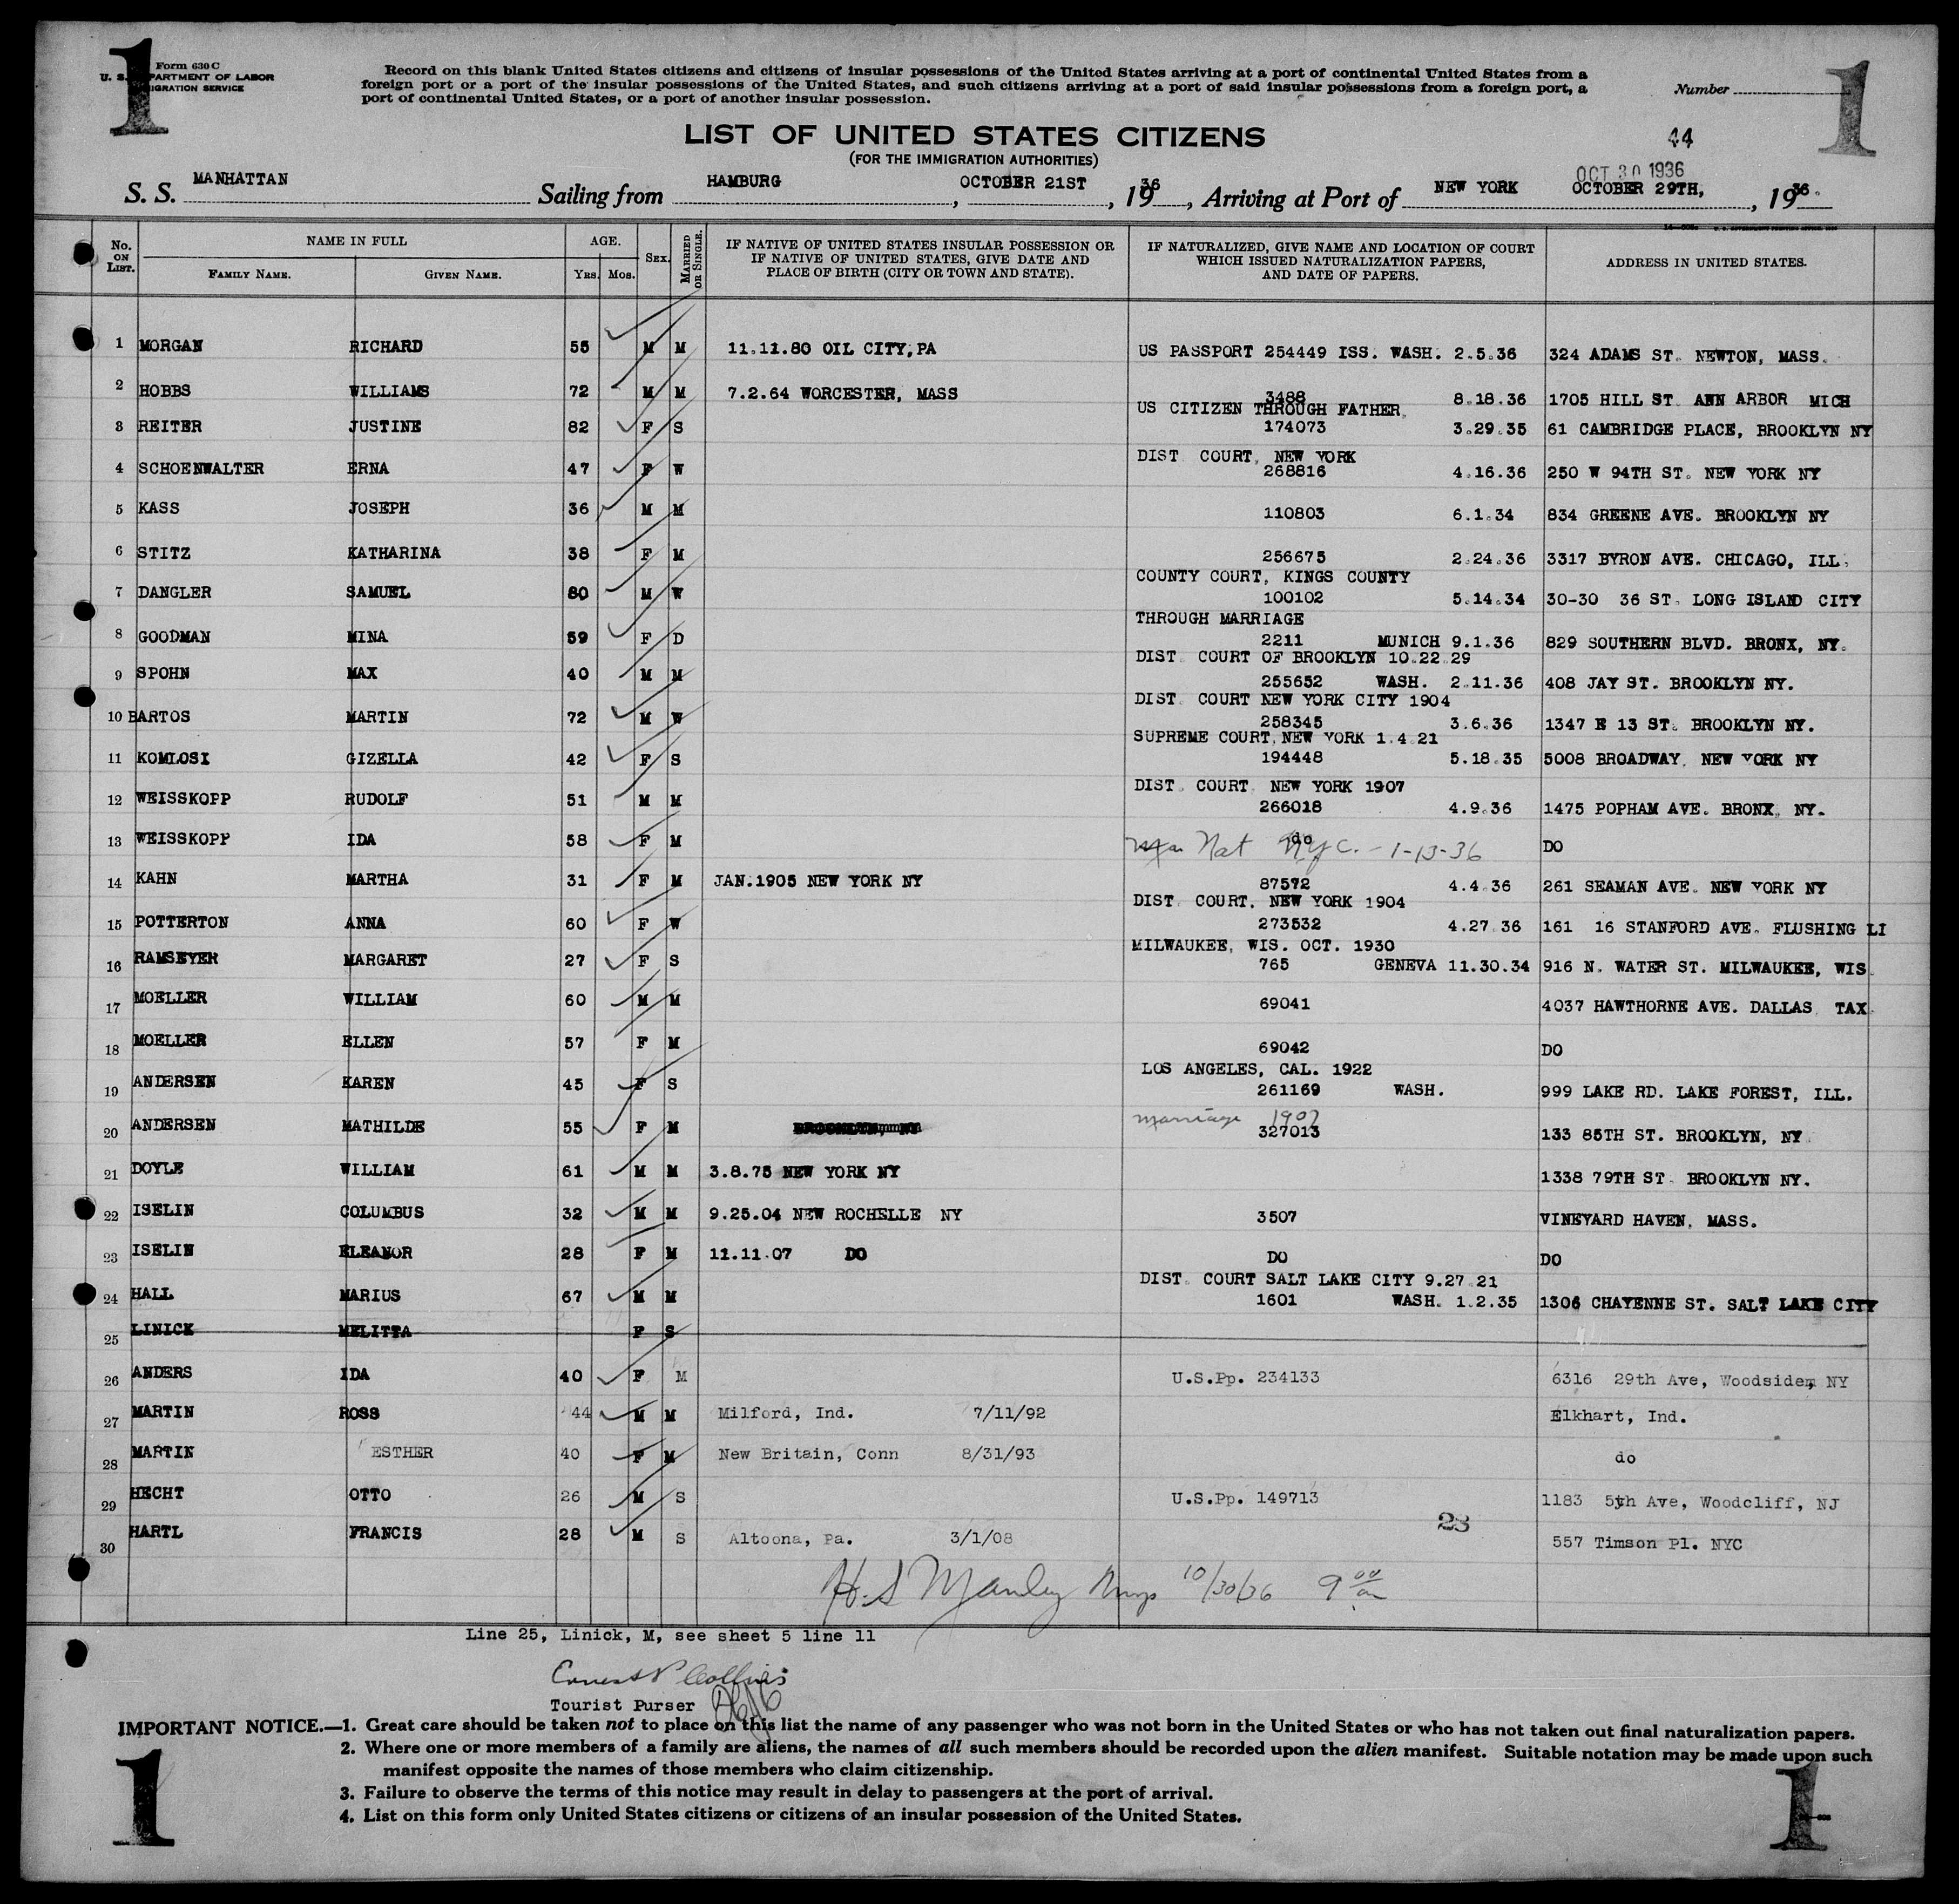 1
1
Form 630 C
U. S. DEPARTMENT OF LABOR
IMMIGRATION SERVICE
Record on this blank United States citizens and citizens of insular possessions of the United States arriving at a port of continental United States from a
foreign port or a port of the insular possessions of the United States, and such citizens arriving at a port of said insular possessions from a foreign port, a
port of continental United States, or a port of another insular possession.
Number
LIST OF UNITED STATES CITIZENS
44
(FOR THE IMMIGRATION AUTHORITIES)
OCT 30 1936
S. S. MANHATTAN Sailing from HAMBURG, OCTOBER 21ST, 1936, Arriving at Port of NEW YORK OCTOBER 29TH, 1936.
No. ON LIST. NAME IN FULL FAMILY NAME. GIVEN NAME. AGE. Yrs. Mos. SEX. MARRIED OR SINGLE. IF NATIVE OF UNITED STATES INSULAR POSSESSION OR IF NATIVE OF UNITED STATES, GIVE DATE AND PLACE OF BIRTH (CITY OR TOWN AND STATE). IF NATURALIZED, GIVE NAME AND LOCATION OF COURT WHICH ISSUED NATURALIZATION PAPERS, AND DATE OF PAPERS. ADDRESS IN UNITED STATES.
1 MORGAN RICHARD 55 M M 11.11.80 OIL CITY,PA US PASSPORT 254449 ISS. WASH. 2.5.36 324 ADAMS ST. NEWTON, MASS.
2 HOBBS WILLIAMS 72 M M 7.2.64 WORCESTER, MASS 3488 8.18.36 1705 HILL ST. ANN ARBOR MICH
US CITIZEN THROUGH FATHER.
3 REITER JUSTINE 82 F S 174073 3.29.35 61 CAMBRIDGE PLACE, BROOKLYN NY
DIST. COURT, NEW YORK
4 SCHOENWALTER ERNA 47 F W 268816 4.16.36 250 W 94TH ST. NEW YORK NY
5 KASS JOSEPH 36 M M 110803 6.1.34 834 GREENE AVE. BROOKLYN NY
6 STITZ KATHARINA 38 F M 256675 2.24.36 3317 BYRON AVE. CHICAGO, ILL.
COUNTY COURT, KINGS COUNTY
7 DANGLER SAMUEL 80 M W 100102 5.14.34 30-30 36 ST. LONG ISLAND CITY
THROUGH MARRIAGE
8 GOODMAN MINA 59 F D 2211 MUNICH 9.1.36 829 SOUTHERN BLVD. BRONX, NY.
DIST. COURT OF BROOKLYN 10.22.29
9 SPOHN MAX 40 M M 255652 WASH. 2.11.36 408 JAY ST. BROOKLYN NY.
DIST. COURT NEW YORK CITY 1904
10 BARTOS MARTIN 72 M W 258345 3.6.36 1347 E 13 ST. BROOKLYN NY.
SUPREME COURT, NEW YORK 1.4.21
11 KOMLOSI GIZELLA 42 F S 194448 5.18.35 5008 BROADWAY, NEW YORK NY
DIST. COURT, NEW YORK 1907
12 WEISSKOPP RUDOLF 51 M M 266018 4.9.36 1475 POPHAM AVE. BRONX, NY.
13 WEISSKOPP IDA 58 F M do Nat NYC. - 1-13-36 DO
14 KAHN MARTHA 31 F M JAN.1905 NEW YORK NY 87572 4.4.36 261 SEAMAN AVE. NEW YORK NY
DIST. COURT, NEW YORK 1904
15 POTTERTON ANNA 60 F W 273532 4.27.36 161 16 STANFORD AVE. FLUSHING LI
MILWAUKEE, WIS. OCT. 1930
16 RAMSEYER MARGARET 27 F S 765 GENEVA 11.30.34 916 N. WATER ST. MILWAUKEE, WIS.
17 MOELLER WILLIAM 60 M M 69041 4037 HAWTHORNE AVE. DALLAS, TAX.
18 MOELLER ELLEN 57 F M 69042 DO
LOS ANGELES, CAL. 1922
19 ANDERSEN KAREN 45 F S 261169 WASH. 999 LAKE RD. LAKE FOREST, ILL.
marriage 1907
20 ANDERSEN MATHILDE 55 F M BROOKLYN, NY 327013 133 85TH ST. BROOKLYN, NY
21 DOYLE WILLIAM 61 M M 3.8.75 NEW YORK NY 1338 79TH ST. BROOKLYN NY.
22 ISELIN COLUMBUS 32 M M 9.25.04 NEW ROCHELLE NY 3507 VINEYARD HAVEN, MASS.
23 ISELIN ELEANOR 28 F M 11.11.07 DO DO DO
DIST. COURT SALT LAKE CITY 9.27.21
24 HALL MARIUS 67 M M 1601 WASH. 1.2.35 1306 CHAYENNE ST. SALT LAKE CITY
25 LINICK MELITTA F S
26 ANDERS IDA 40 F M U.S.Pp. 234133 6316 29th Ave, Woodside, NY
27 MARTIN ROSS 44 M M Milford, Ind. 7/11/92 Elkhart, Ind.
28 MARTIN ESTHER 40 F M New Britain, Conn 8/31/93 do
29 HECHT OTTO 26 M S U.S.Pp. 149713 1183 5th Ave, Woodcliff, NJ
28
30 HARTL FRANCIS 28 M S Altoona, Pa. 3/1/08 557 Timson Pl. NYC
H.S Manley 10/30/36 9 00 am
Line 25, Linick, M, see sheet 5 line 11
Ernest P Collins
Tourist Purser
IMPORTANT NOTICE.—1. Great care should be taken not to place on this list the name of any passenger who was not born in the United States or who has not taken out final naturalization papers.
2. Where one or more members of a family are aliens, the names of all such members should be recorded upon the alien manifest. Suitable notation may be made upon such
manifest opposite the names of those members who claim citizenship.
3. Failure to observe the terms of this notice may result in delay to passengers at the port of arrival.
4. List on this form only United States citizens or citizens of an insular possession of the United States.
1
1